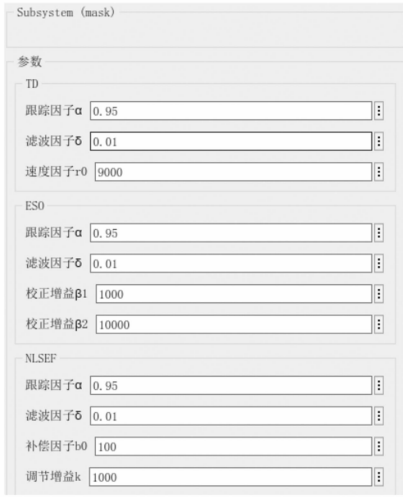 Subsystem (mask)
参数
TD
跟踪因子α 0.95
滤波因子δ 0.01
速度因子r0 9000
ESO
跟踪因子α 0.95
滤波因子δ 0.01
校正增益β1 1000
校正增益β2 10000
NLSEF
跟踪因子α 0.95
滤波因子δ 0.01
补偿因子b0 100
调节增益k 1000